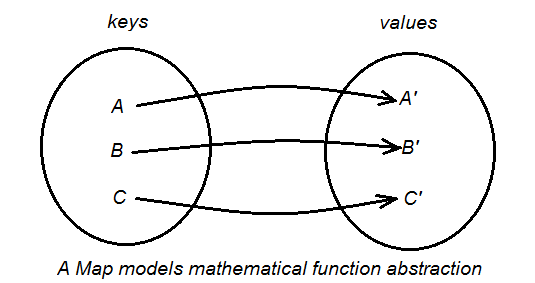 keys values
A A'
B B'
C C'
A Map models mathematical function abstraction